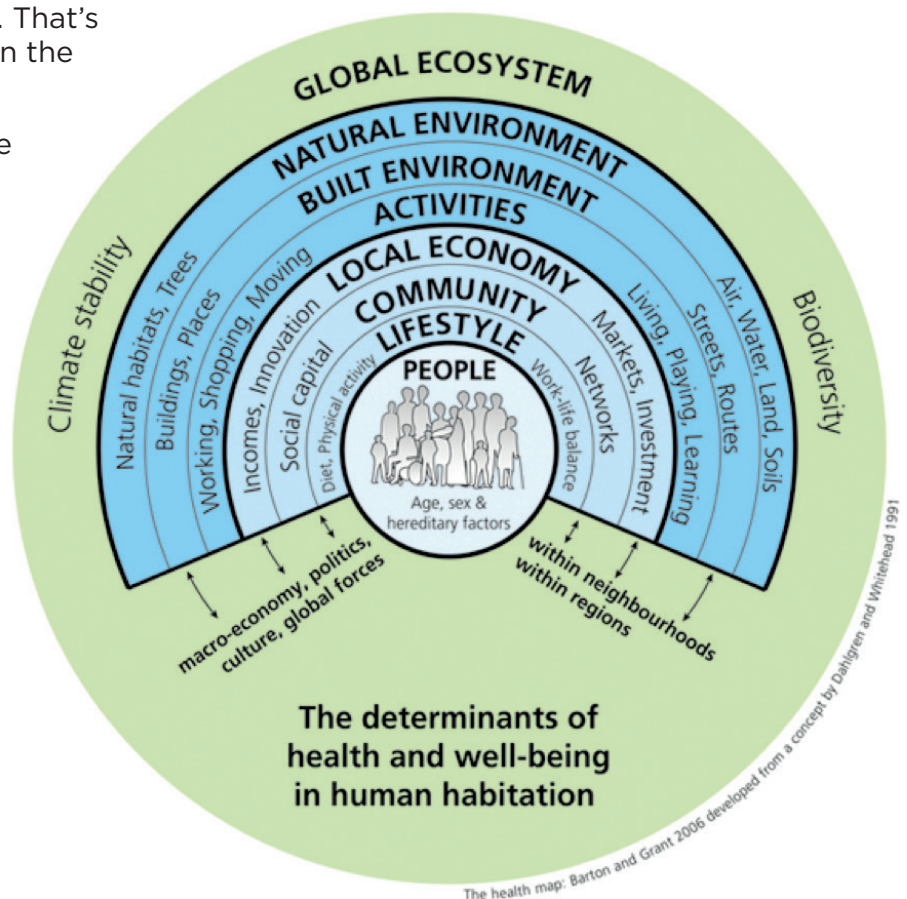 . That's
n the
e
GLOBAL ECOSYSTEM
NATURAL ENVIRONMENT
BUILT ENVIRONMENT
ACTIVITIES
LOCAL ECONOMY
COMMUNITY
LIFESTYLE
PEOPLE
Age, sex &
hereditary factors
Climate stability
Natural habitats, Trees
Buildings, Places
Working, Shopping, Moving
Incomes, Innovation
Social capital
Diet, Physical activity
Work-life balance
Networks
Markets, Investment
Living, Playing, Learning
Streets, Routes
Air, Water, Land, Soils
Biodiversity
macro-economy, politics,
culture, global forces
within neighbourhoods
within regions
The determinants of
health and well-being
in human habitation
The health map: Barton and Grant 2006 developed from a concept by Dahlgren and Whitehead 1991